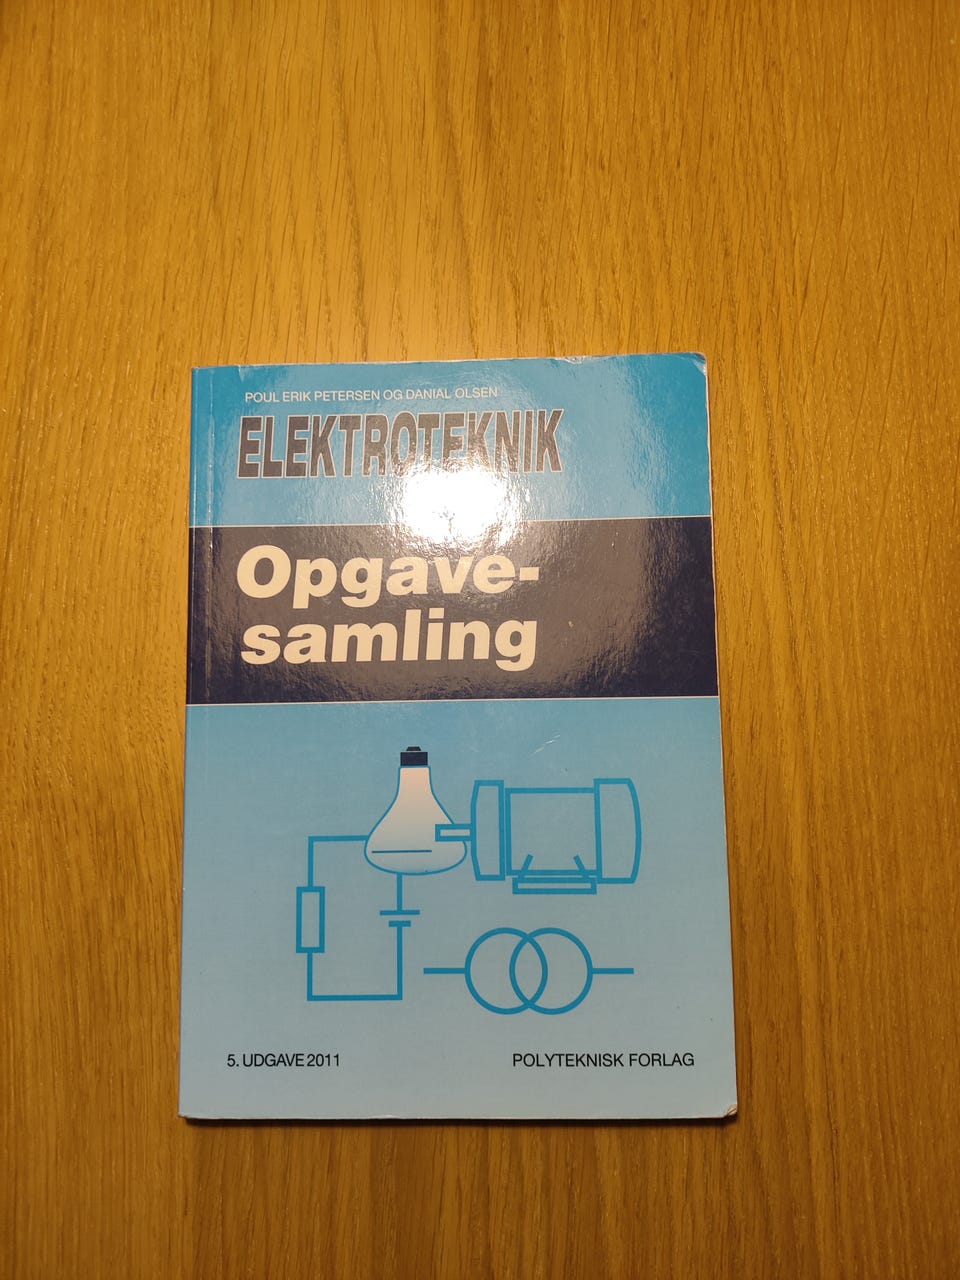 POUL ERIK PETERSEN OG DANIAL OLSEN
ELEKTROTEKNIK
Opgave-
samling
5. UDGAVE 2011
POLYTEKNISK FORLAG